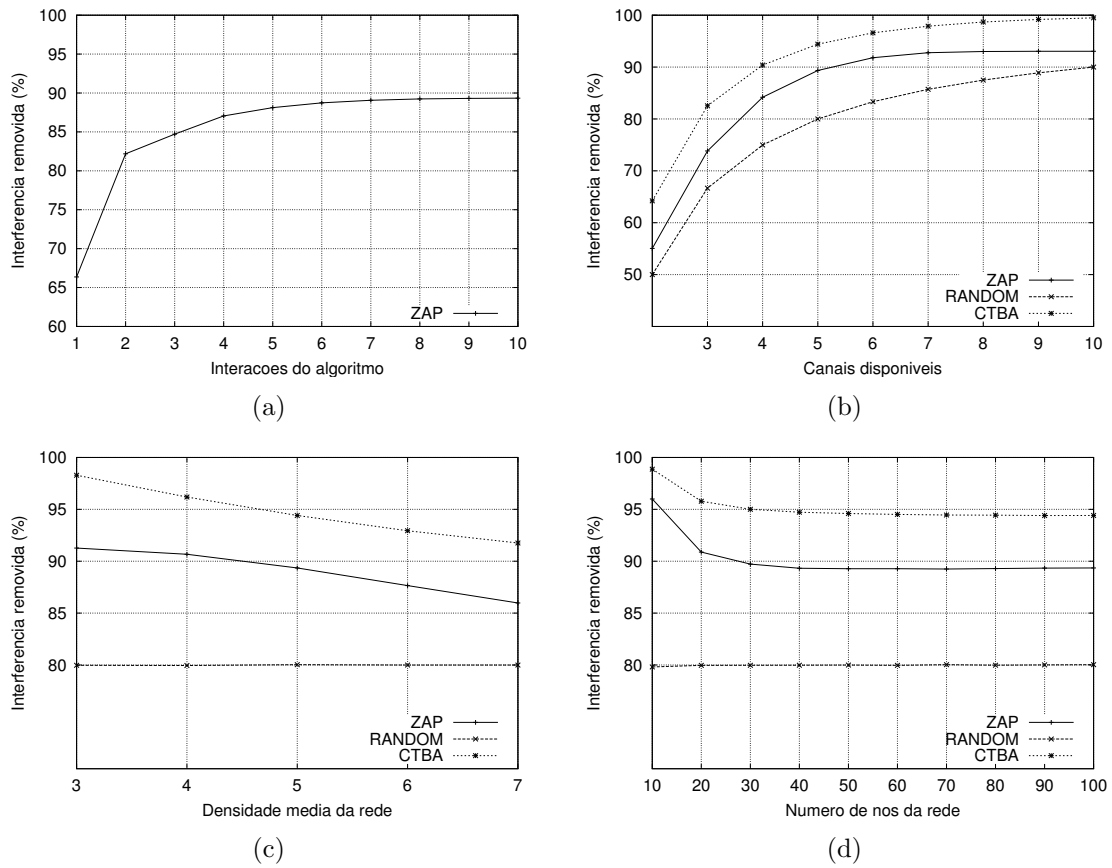 100
95
90
85
80
75
70
65
60
Interferencia removida (%)
ZAP
1 2 3 4 5 6 7 8 9 10
Interacoes do algoritmo
(a)
100
90
80
70
60
50
Interferencia removida (%)
ZAP
RANDOM
CTBA
3 4 5 6 7 8 9 10
Canais disponiveis
(b)
100
95
90
85
80
Interferencia removida (%)
ZAP
RANDOM
CTBA
3 4 5 6 7
Densidade media da rede
(c)
100
95
90
85
80
Interferencia removida (%)
ZAP
RANDOM
CTBA
10 20 30 40 50 60 70 80 90 100
Numero de nos da rede
(d)